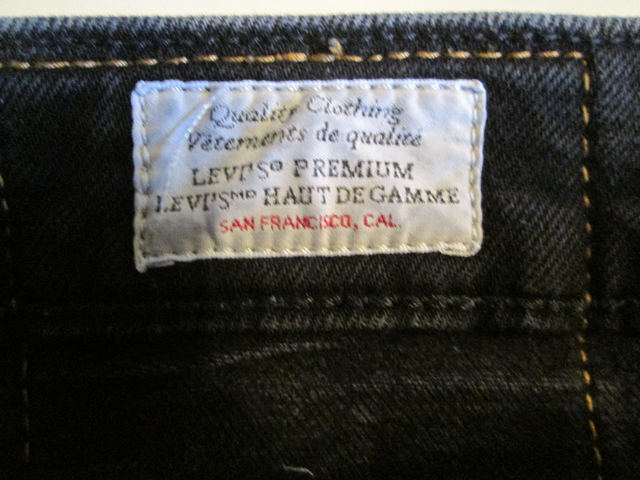 Quality Clothing
Vêtements de qualité
LEVI'S® PREMIUM
LEVI'SMD HAUT DE GAMME
SAN FRANCISCO, CAL.